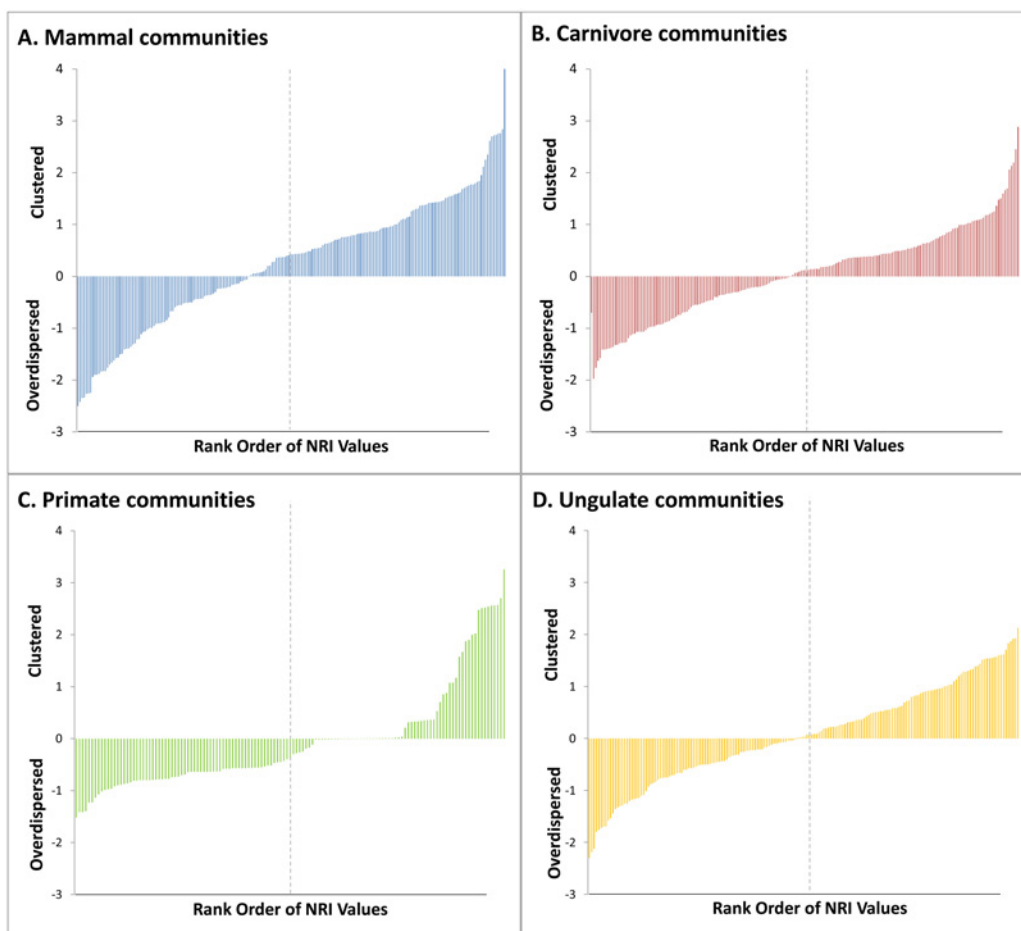 A. Mammal communities
4
3
2
1
0
-1
-2
-3
Clustered
Overdispersed
Rank Order of NRI Values
B. Carnivore communities
4
3
2
1
0
-1
-2
-3
Clustered
Overdispersed
Rank Order of NRI Values
C. Primate communities
4
3
2
1
0
-1
-2
-3
Clustered
Overdispersed
Rank Order of NRI Values
D. Ungulate communities
4
3
2
1
0
-1
-2
-3
Clustered
Overdispersed
Rank Order of NRI Values